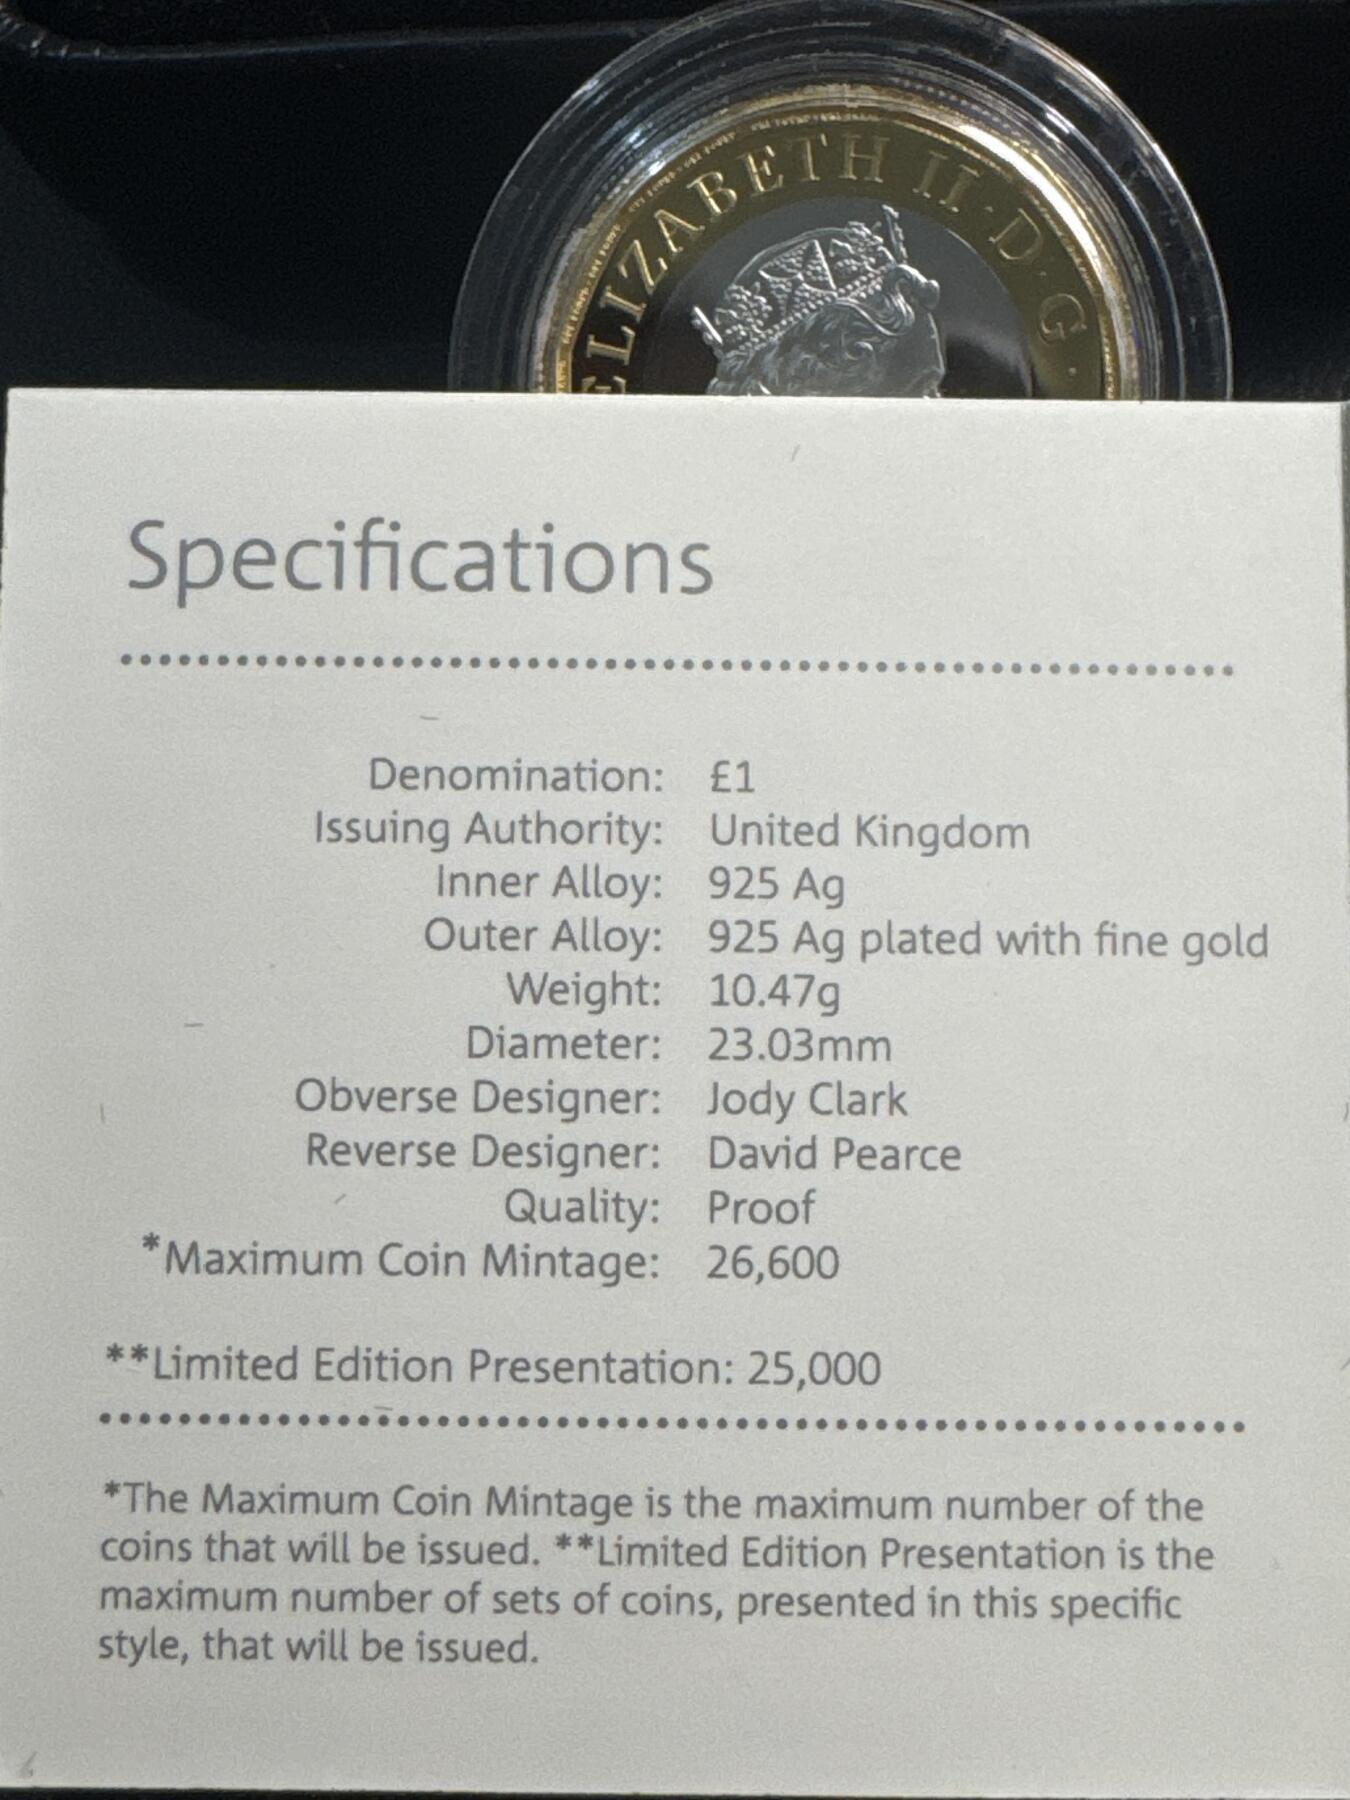 ELIZABETH II · D · G ·
Specifications
Denomination: £1
Issuing Authority: United Kingdom
Inner Alloy: 925 Ag
Outer Alloy: 925 Ag plated with fine gold
Weight: 10.47g
Diameter: 23.03mm
Obverse Designer: Jody Clark
Reverse Designer: David Pearce
Quality: Proof
*Maximum Coin Mintage: 26,600
**Limited Edition Presentation: 25,000
*The Maximum Coin Mintage is the maximum number of the
coins that will be issued. **Limited Edition Presentation is the
maximum number of sets of coins, presented in this specific
style, that will be issued.